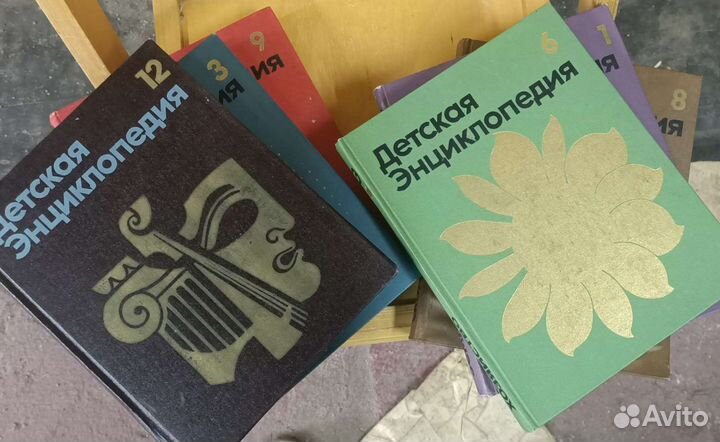 12
Детская
Энциклопедия
3
ия
9
ия
6
Детская
Энциклопедия
1
ия
8
ия
Avito